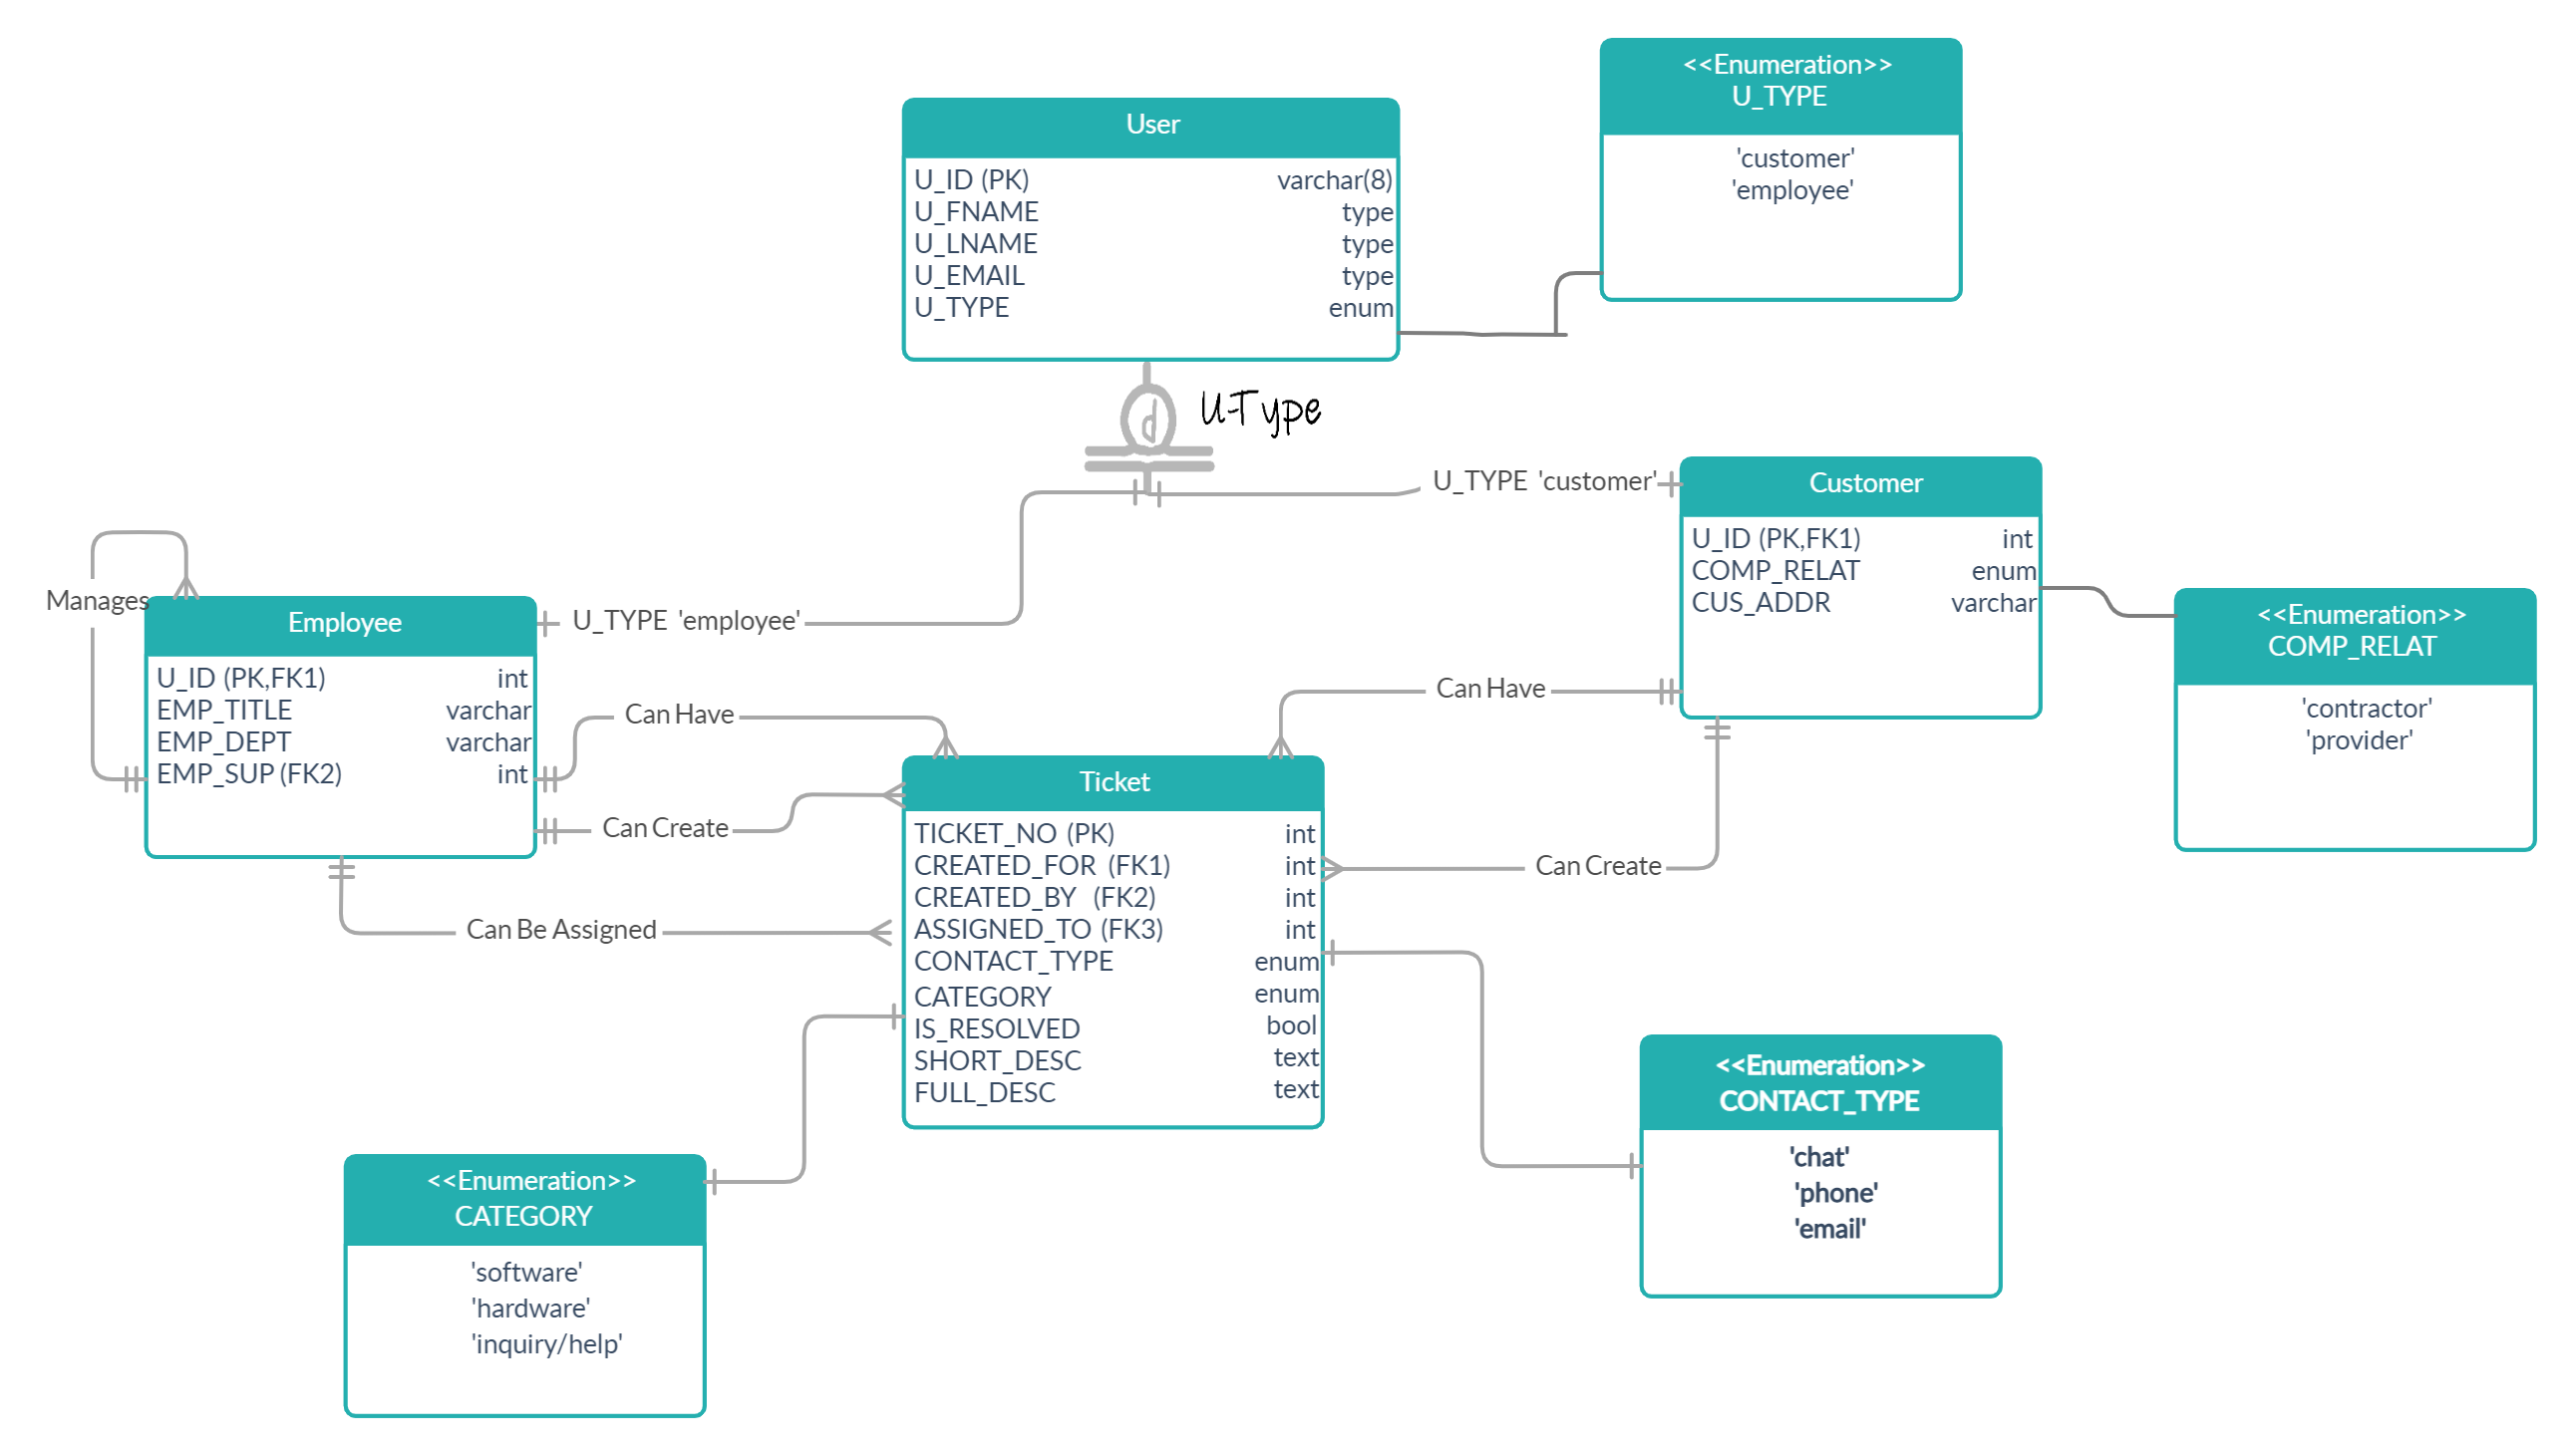 <<Enumeration>>
U_TYPE
'customer'
'employee'
User
U_ID (PK) varchar(8)
U_FNAME type
U_LNAME type
U_EMAIL type
U_TYPE enum
d
U-Type
U_TYPE 'customer'
Customer
U_ID (PK,FK1) int
COMP_RELAT enum
CUS_ADDR varchar
<<Enumeration>>
COMP_RELAT
'contractor'
'provider'
Manages
Employee
U_TYPE 'employee'
U_ID (PK,FK1) int
EMP_TITLE varchar
EMP_DEPT varchar
EMP_SUP (FK2) int
Can Have
Can Create
Can Be Assigned
Can Have
Can Create
Ticket
TICKET_NO (PK) int
CREATED_FOR (FK1) int
CREATED_BY (FK2) int
ASSIGNED_TO (FK3) int
CONTACT_TYPE enum
CATEGORY enum
IS_RESOLVED bool
SHORT_DESC text
FULL_DESC text
<<Enumeration>>
CONTACT_TYPE
'chat'
'phone'
'email'
<<Enumeration>>
CATEGORY
'software'
'hardware'
'inquiry/help'